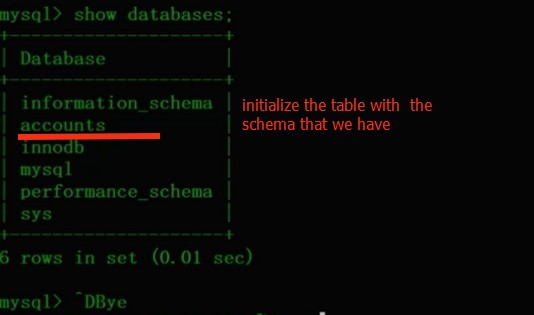 mysql> show databases;
+--------------------+
| Database           |
+--------------------+
| information_schema |
initialize the table with the
| accounts           |
schema that we have
| innodb             |
| mysql              |
| performance_schema |
| sys                |
+--------------------+
6 rows in set (0.01 sec)
mysql> ^DBye